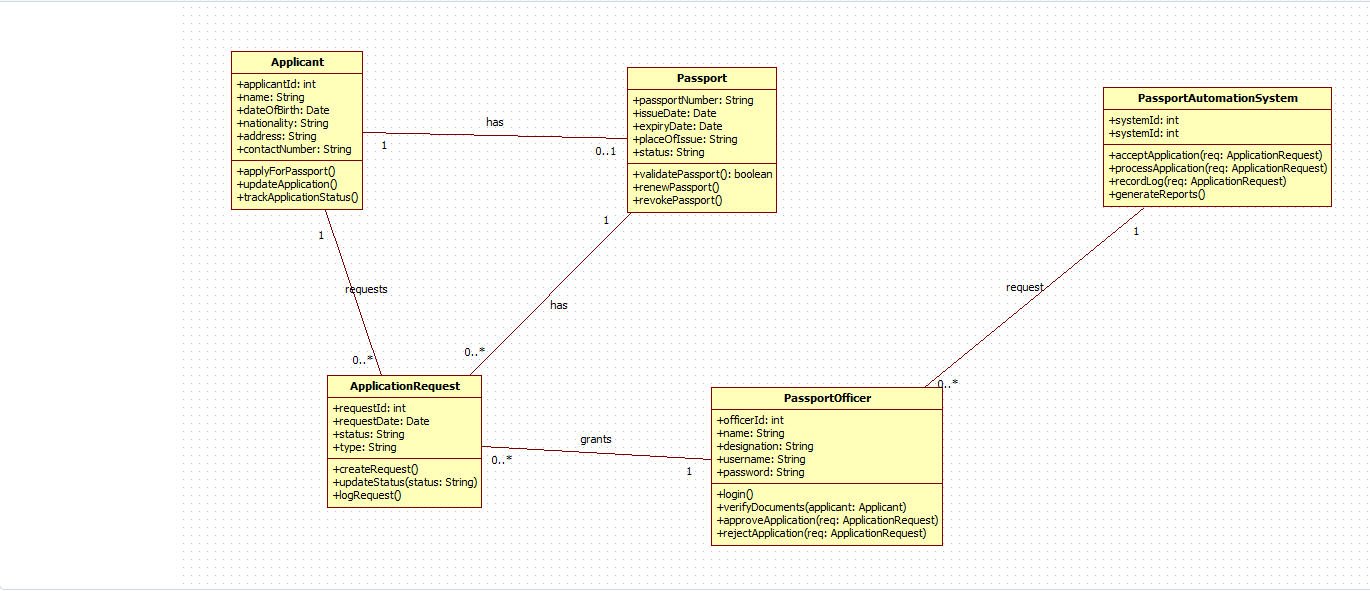 Applicant
+applicantId: int
+name: String
+dateOfBirth: Date
+nationality: String
+address: String
+contactNumber: String
+applyForPassport()
+updateApplication()
+trackApplicationStatus()
has
1
0..1
Passport
+passportNumber: String
+issueDate: Date
+expiryDate: Date
+placeOfIssue: String
+status: String
+validatePassport(): boolean
+renewPassport()
+revokePassport()
PassportAutomationSystem
+systemId: int
+systemId: int
+acceptApplication(req: ApplicationRequest)
+processApplication(req: ApplicationRequest)
+recordLog(req: ApplicationRequest)
+generateReports()
1
requests
0..*
1
has
0..*
1
request
0..*
ApplicationRequest
+requestId: int
+requestDate: Date
+status: String
+type: String
+createRequest()
+updateStatus(status: String)
+logRequest()
grants
0..*
1
PassportOfficer
+officerId: int
+name: String
+designation: String
+username: String
+password: String
+login()
+verifyDocuments(applicant: Applicant)
+approveApplication(req: ApplicationRequest)
+rejectApplication(req: ApplicationRequest)